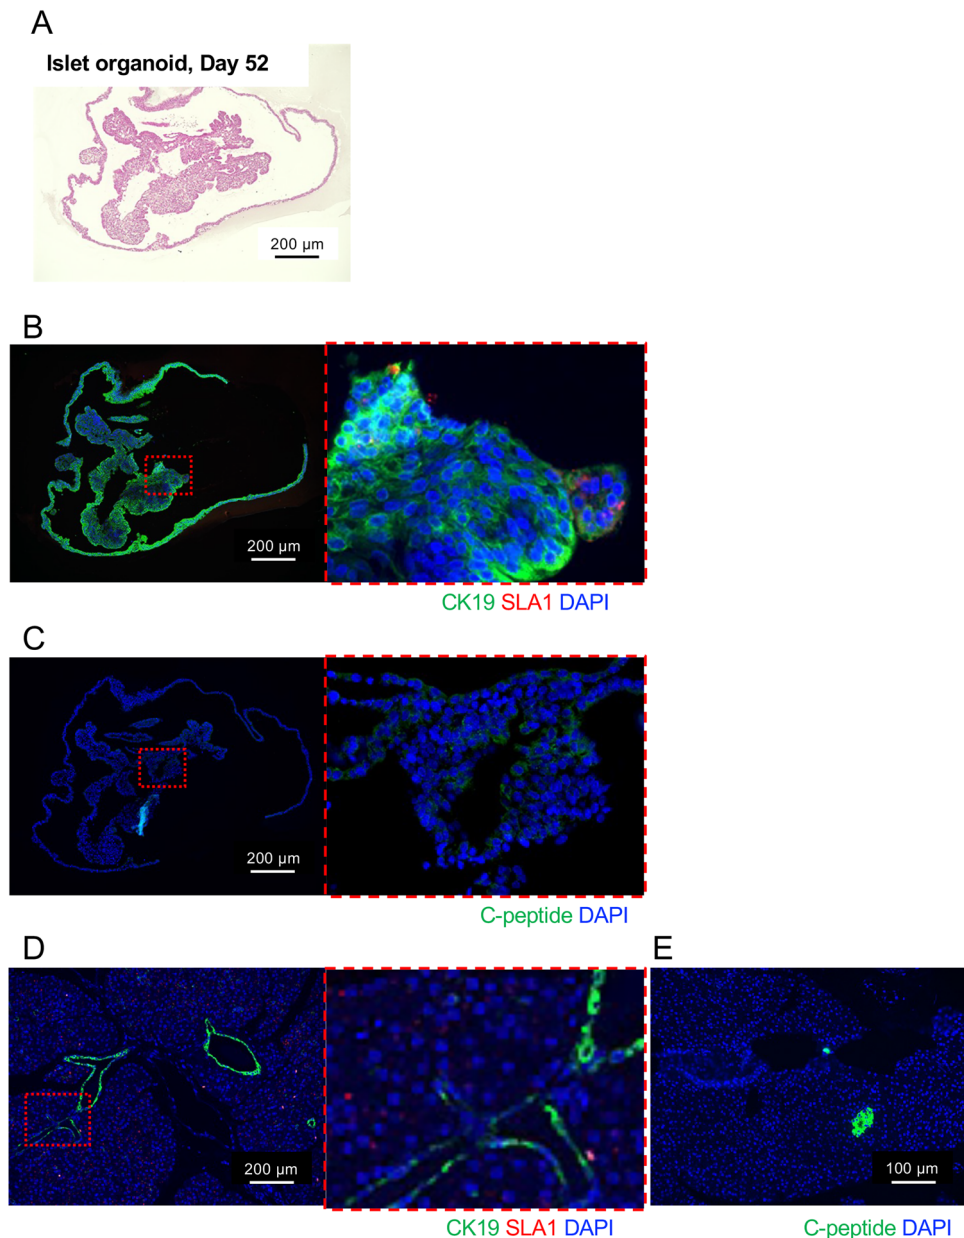 A
Islet organoid, Day 52
200 µm
B
200 µm
CK19 SLA1 DAPI
C
200 µm
C-peptide DAPI
D
E
200 µm
100 µm
CK19 SLA1 DAPI
C-peptide DAPI